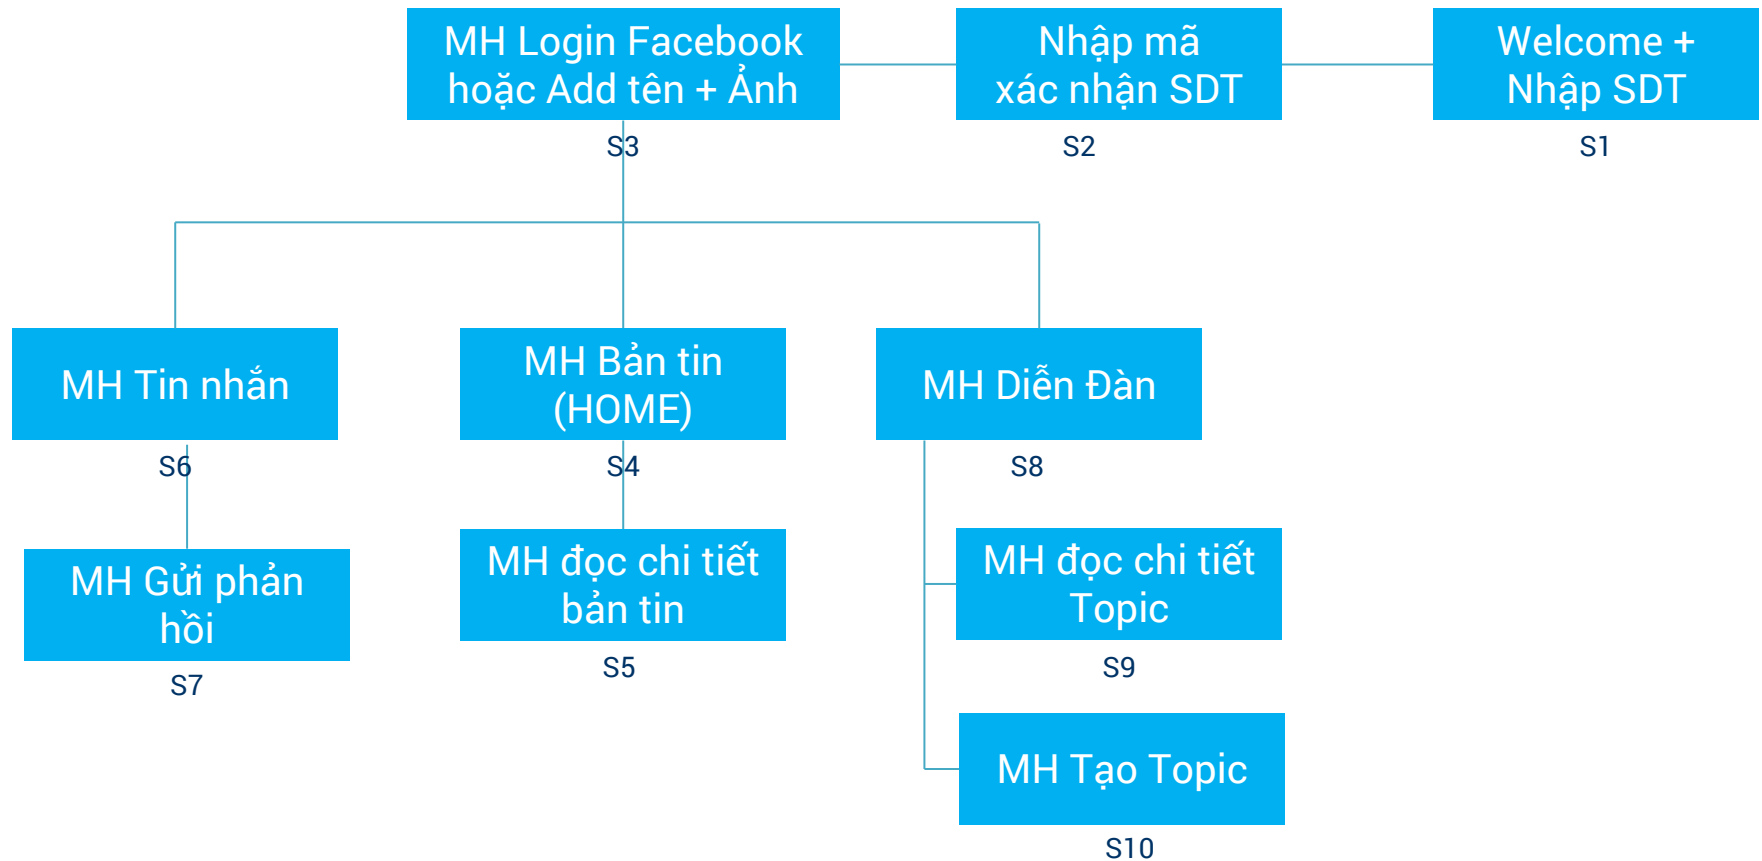 MH Login Facebook
hoặc Add tên + Ảnh
S3
Nhập mã
xác nhận SDT
S2
Welcome +
Nhập SDT
S1
MH Tin nhắn
S6
MH Bản tin
(HOME)
S4
MH Diễn Đàn
S8
MH Gửi phản
hồi
S7
MH đọc chi tiết
bản tin
S5
MH đọc chi tiết
Topic
S9
MH Tạo Topic
S10